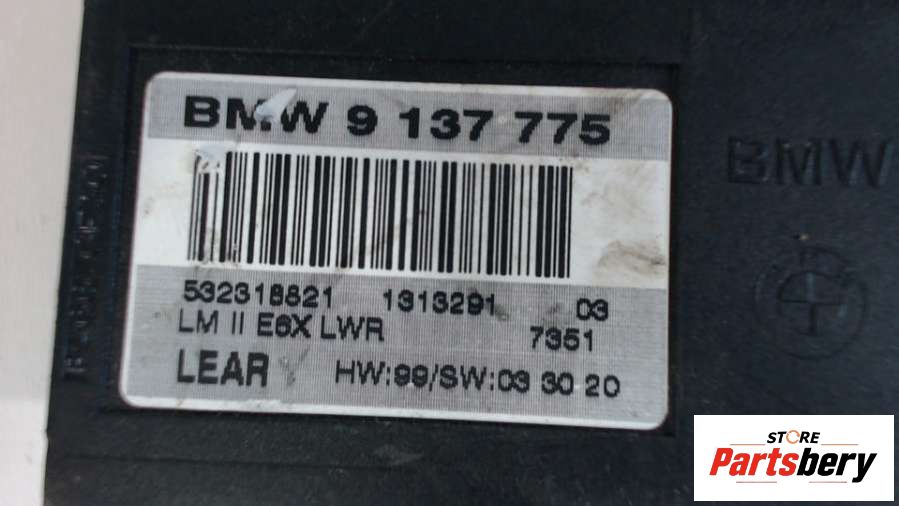 BMW 9 137 775
532318821 1313291 03
LM II E6X LWR 7351
LEAR HW:99/SW:03 30 20
BMW
STORE
Partsbery